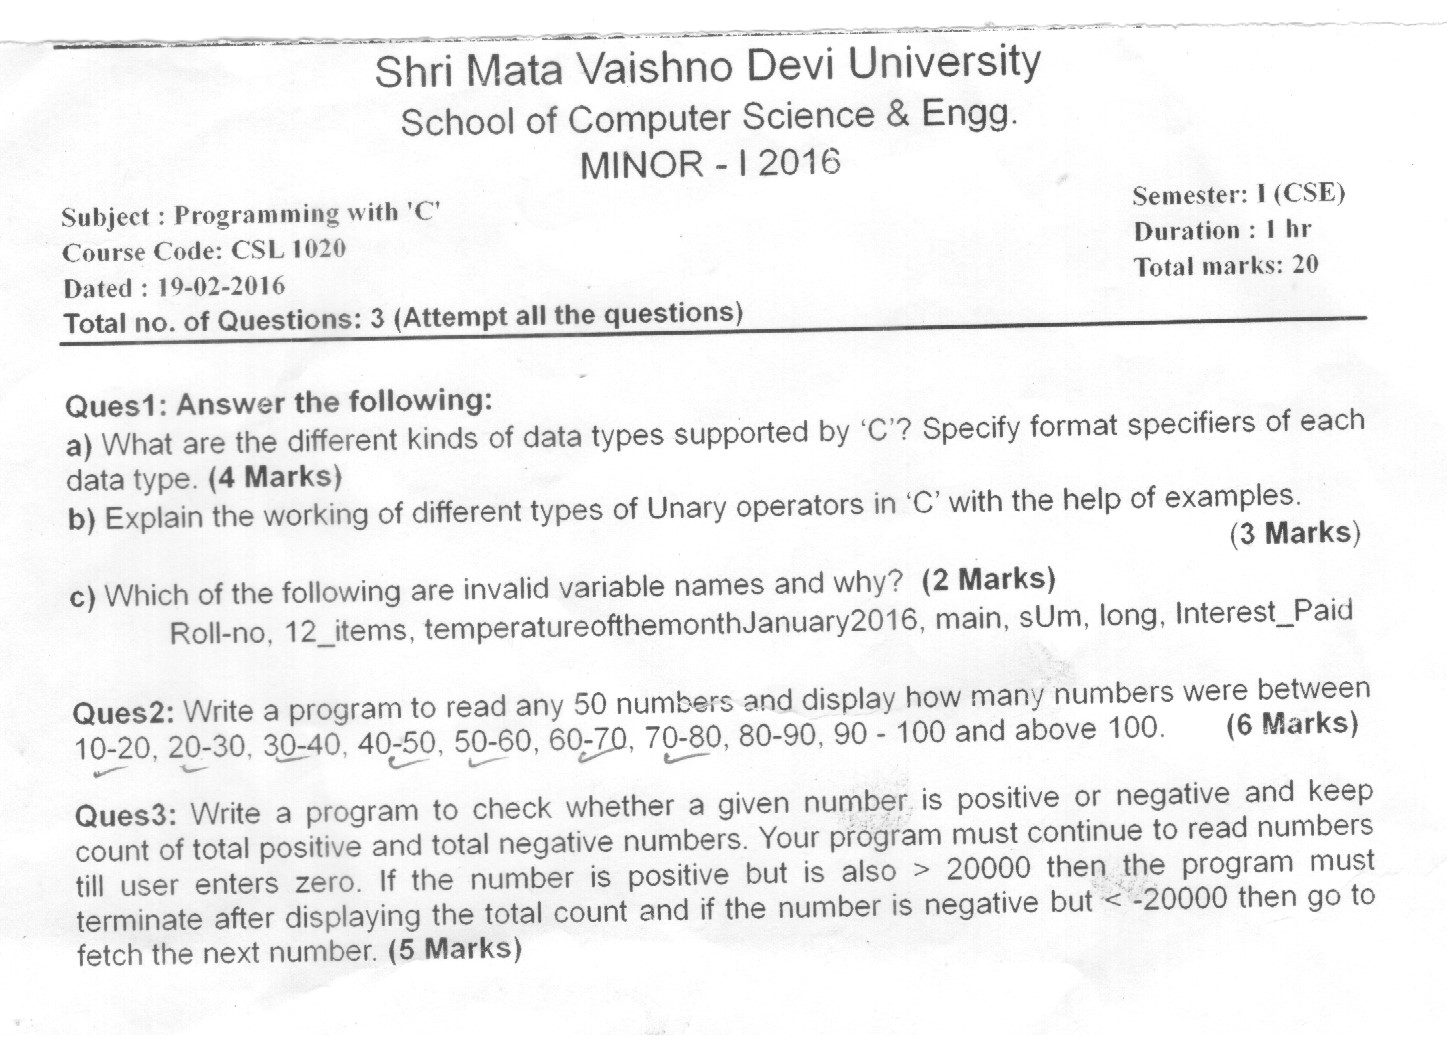 Shri Mata Vaishno Devi University
School of Computer Science & Engg.
MINOR - I 2016
Subject : Programming with 'C'
Semester: I (CSE)
Course Code: CSL 1020
Duration : 1 hr
Dated : 19-02-2016
Total marks: 20
Total no. of Questions: 3 (Attempt all the questions)
Ques1: Answer the following:
a) What are the different kinds of data types supported by ‘C’? Specify format specifiers of each
data type. (4 Marks)
b) Explain the working of different types of Unary operators in ‘C’ with the help of examples.
(3 Marks)
c) Which of the following are invalid variable names and why? (2 Marks)
Roll-no, 12_items, temperatureofthemonthJanuary2016, main, sUm, long, Interest_Paid
Ques2: Write a program to read any 50 numbers and display how many numbers were between
10-20, 20-30, 30-40, 40-50, 50-60, 60-70, 70-80, 80-90, 90 - 100 and above 100. (6 Marks)
Ques3: Write a program to check whether a given number is positive or negative and keep
count of total positive and total negative numbers. Your program must continue to read numbers
till user enters zero. If the number is positive but is also > 20000 then the program must
terminate after displaying the total count and if the number is negative but < -20000 then go to
fetch the next number. (5 Marks)